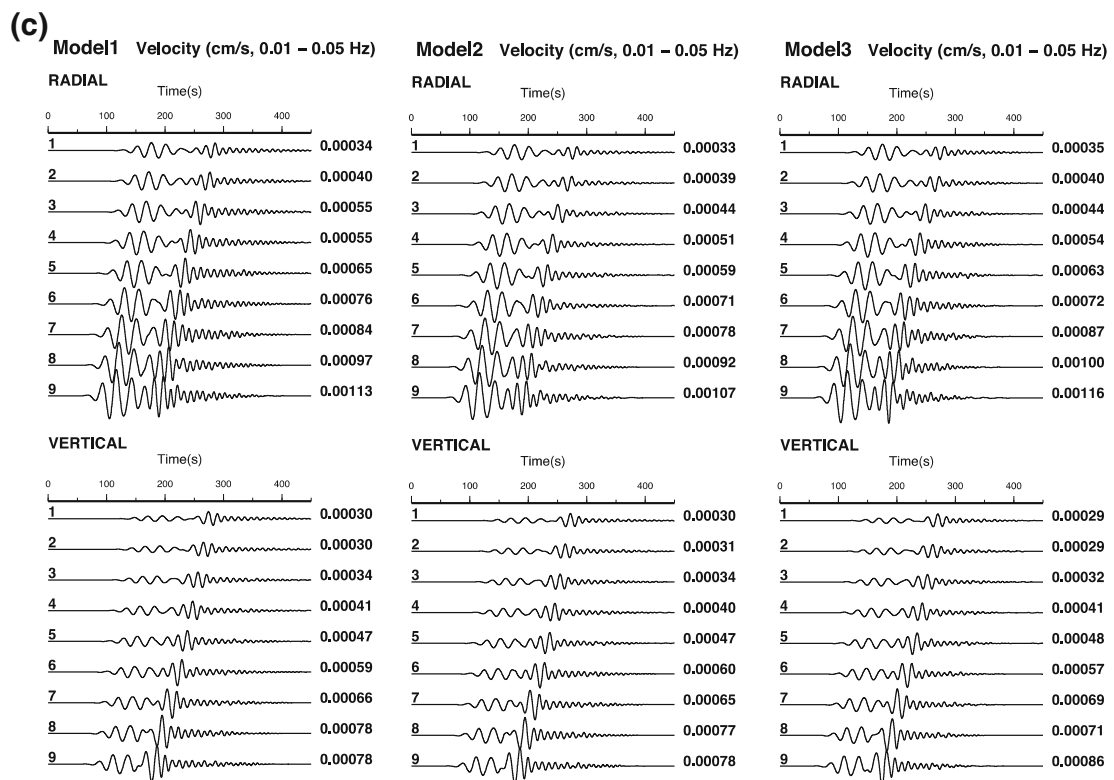 (c)
Model1 Velocity (cm/s, 0.01 – 0.05 Hz)
RADIAL
Time(s)
0 100 200 300 400
1 0.00034
2 0.00040
3 0.00055
4 0.00055
5 0.00065
6 0.00076
7 0.00084
8 0.00097
9 0.00113
VERTICAL
Time(s)
0 100 200 300 400
1 0.00030
2 0.00030
3 0.00034
4 0.00041
5 0.00047
6 0.00059
7 0.00066
8 0.00078
9 0.00078
Model2 Velocity (cm/s, 0.01 – 0.05 Hz)
RADIAL
Time(s)
0 100 200 300 400
1 0.00033
2 0.00039
3 0.00044
4 0.00051
5 0.00059
6 0.00071
7 0.00078
8 0.00092
9 0.00107
VERTICAL
Time(s)
0 100 200 300 400
1 0.00030
2 0.00031
3 0.00034
4 0.00040
5 0.00047
6 0.00060
7 0.00065
8 0.00077
9 0.00078
Model3 Velocity (cm/s, 0.01 – 0.05 Hz)
RADIAL
Time(s)
0 100 200 300 400
1 0.00035
2 0.00040
3 0.00044
4 0.00054
5 0.00063
6 0.00072
7 0.00087
8 0.00100
9 0.00116
VERTICAL
Time(s)
0 100 200 300 400
1 0.00029
2 0.00029
3 0.00032
4 0.00041
5 0.00048
6 0.00057
7 0.00069
8 0.00071
9 0.00086